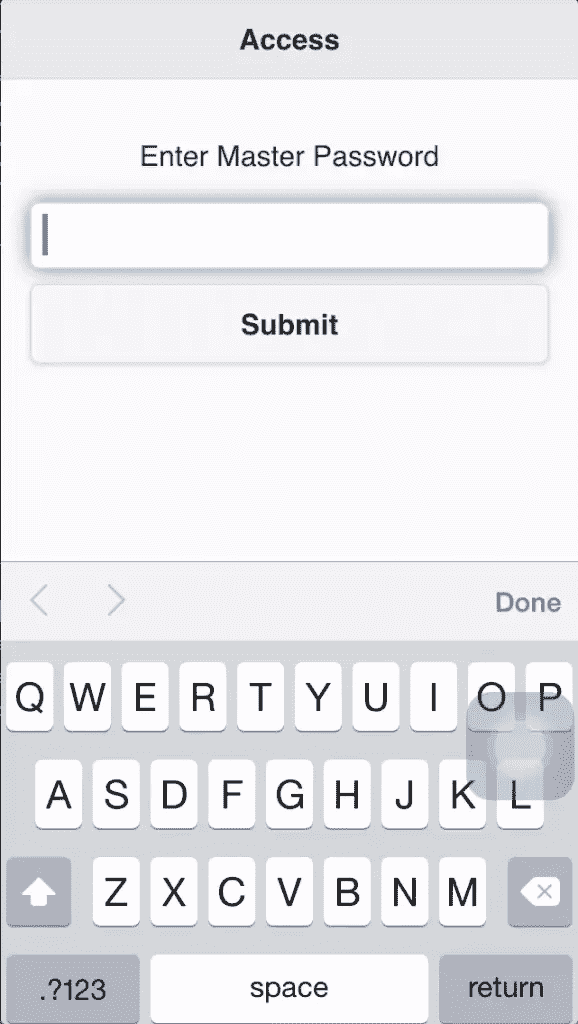 Access
Enter Master Password
Submit
Done
Q W E R T Y U I O P
A S D F G H J K L
Z X C V B N M
.?123 space return